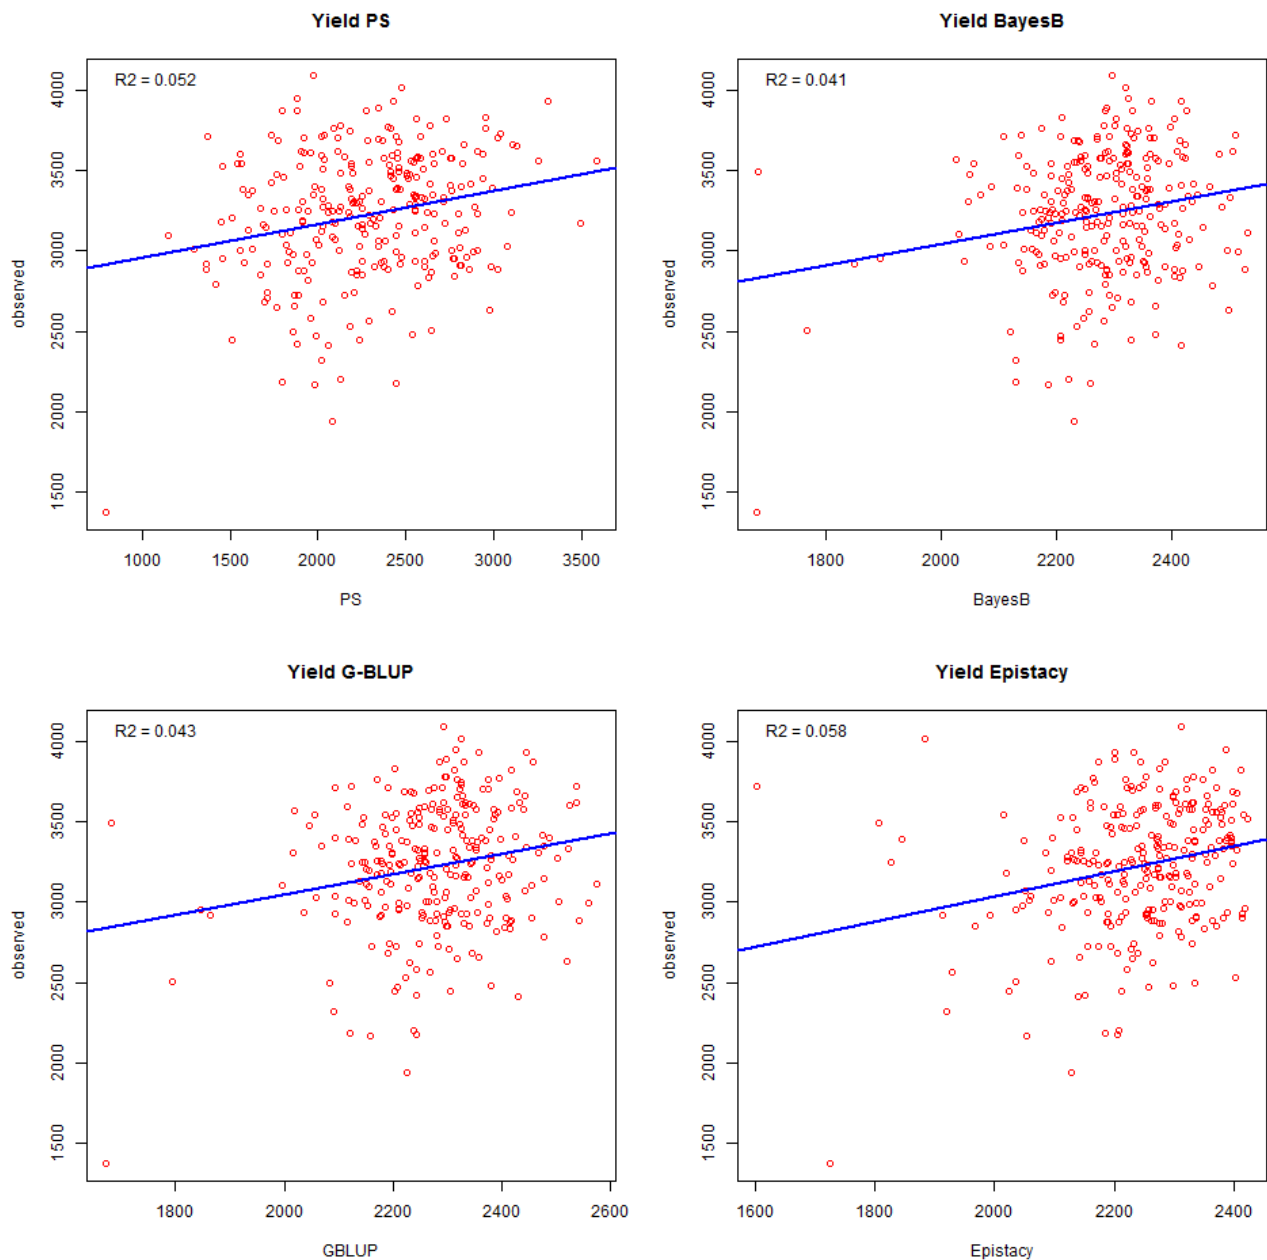 Yield PS
R2 = 0.052
observed
4000
3500
3000
2500
2000
1500
1000 1500 2000 2500 3000 3500
PS
Yield BayesB
R2 = 0.041
observed
4000
3500
3000
2500
2000
1500
1800 2000 2200 2400
BayesB
Yield G-BLUP
R2 = 0.043
observed
4000
3500
3000
2500
2000
1500
1800 2000 2200 2400 2600
GBLUP
Yield Epistacy
R2 = 0.058
observed
4000
3500
3000
2500
2000
1500
1600 1800 2000 2200 2400
Epistacy